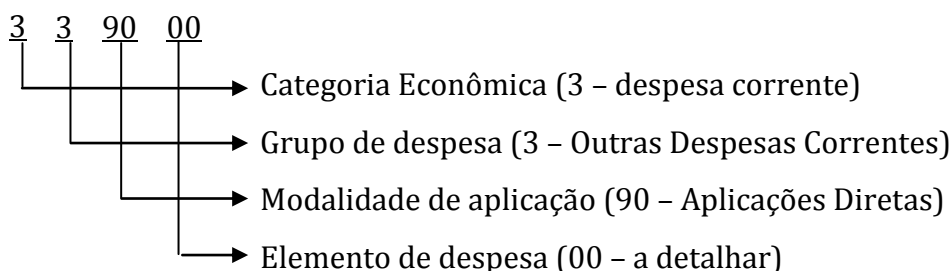 3 3 90 00
Categoria Econômica (3 – despesa corrente)
Grupo de despesa (3 – Outras Despesas Correntes)
Modalidade de aplicação (90 – Aplicações Diretas)
Elemento de despesa (00 – a detalhar)